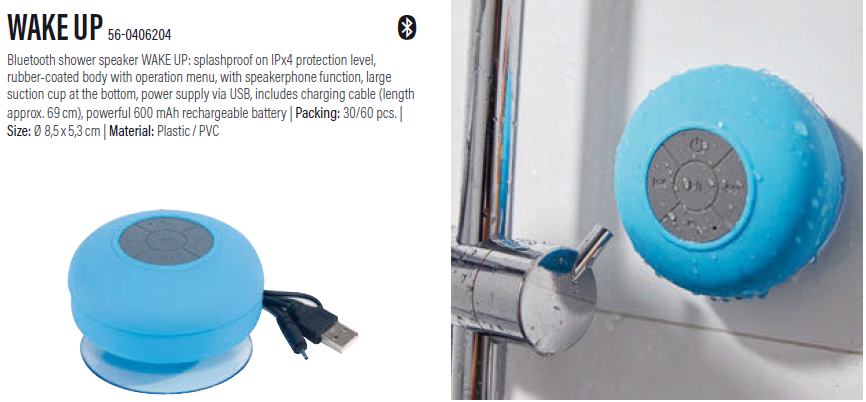 WAKE UP 56-0406204
Bluetooth shower speaker WAKE UP: splashproof on IPx4 protection level,
rubber-coated body with operation menu, with speakerphone function, large
suction cup at the bottom, power supply via USB, includes charging cable (length
approx. 69 cm), powerful 600 mAh rechargeable battery | Packing: 30/60 pcs. |
Size: Ø 8,5 x 5,3 cm | Material: Plastic / PVC